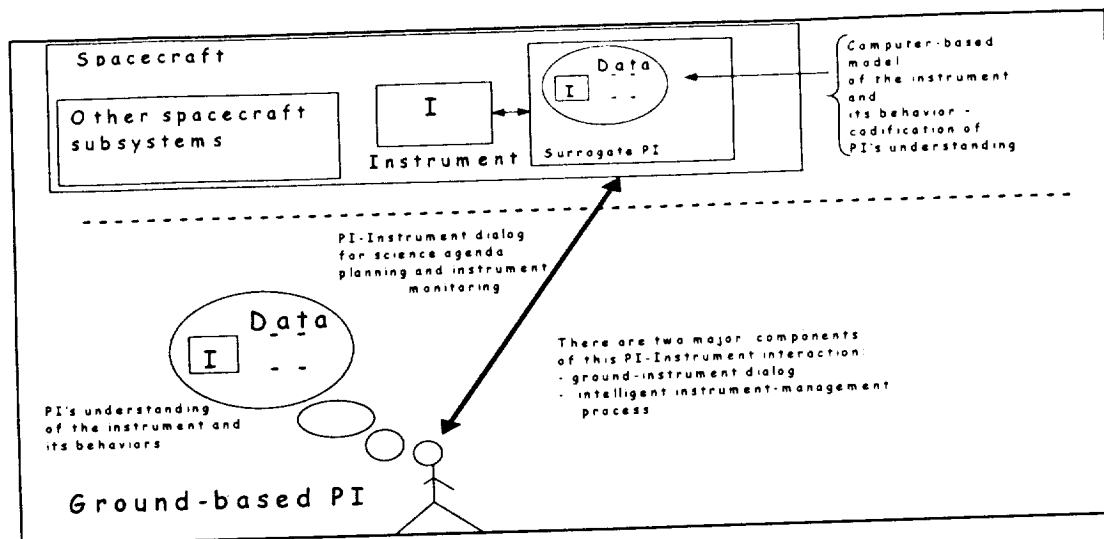 Spacecraft
Other spacecraft
subsystems
I
Instrument
Data
I
Surrogate PI
Computer-based
model
of the instrument
and
its behavior -
codification of
PI's understanding
PI-Instrument dialog
for science agenda
planning and instrument
monitoring
Data
I
PI's understanding
of the instrument and
its behaviors
There are two major components
of this PI-Instrument interaction:
- ground-instrument dialog
- intelligent instrument-management
process
Ground-based PI